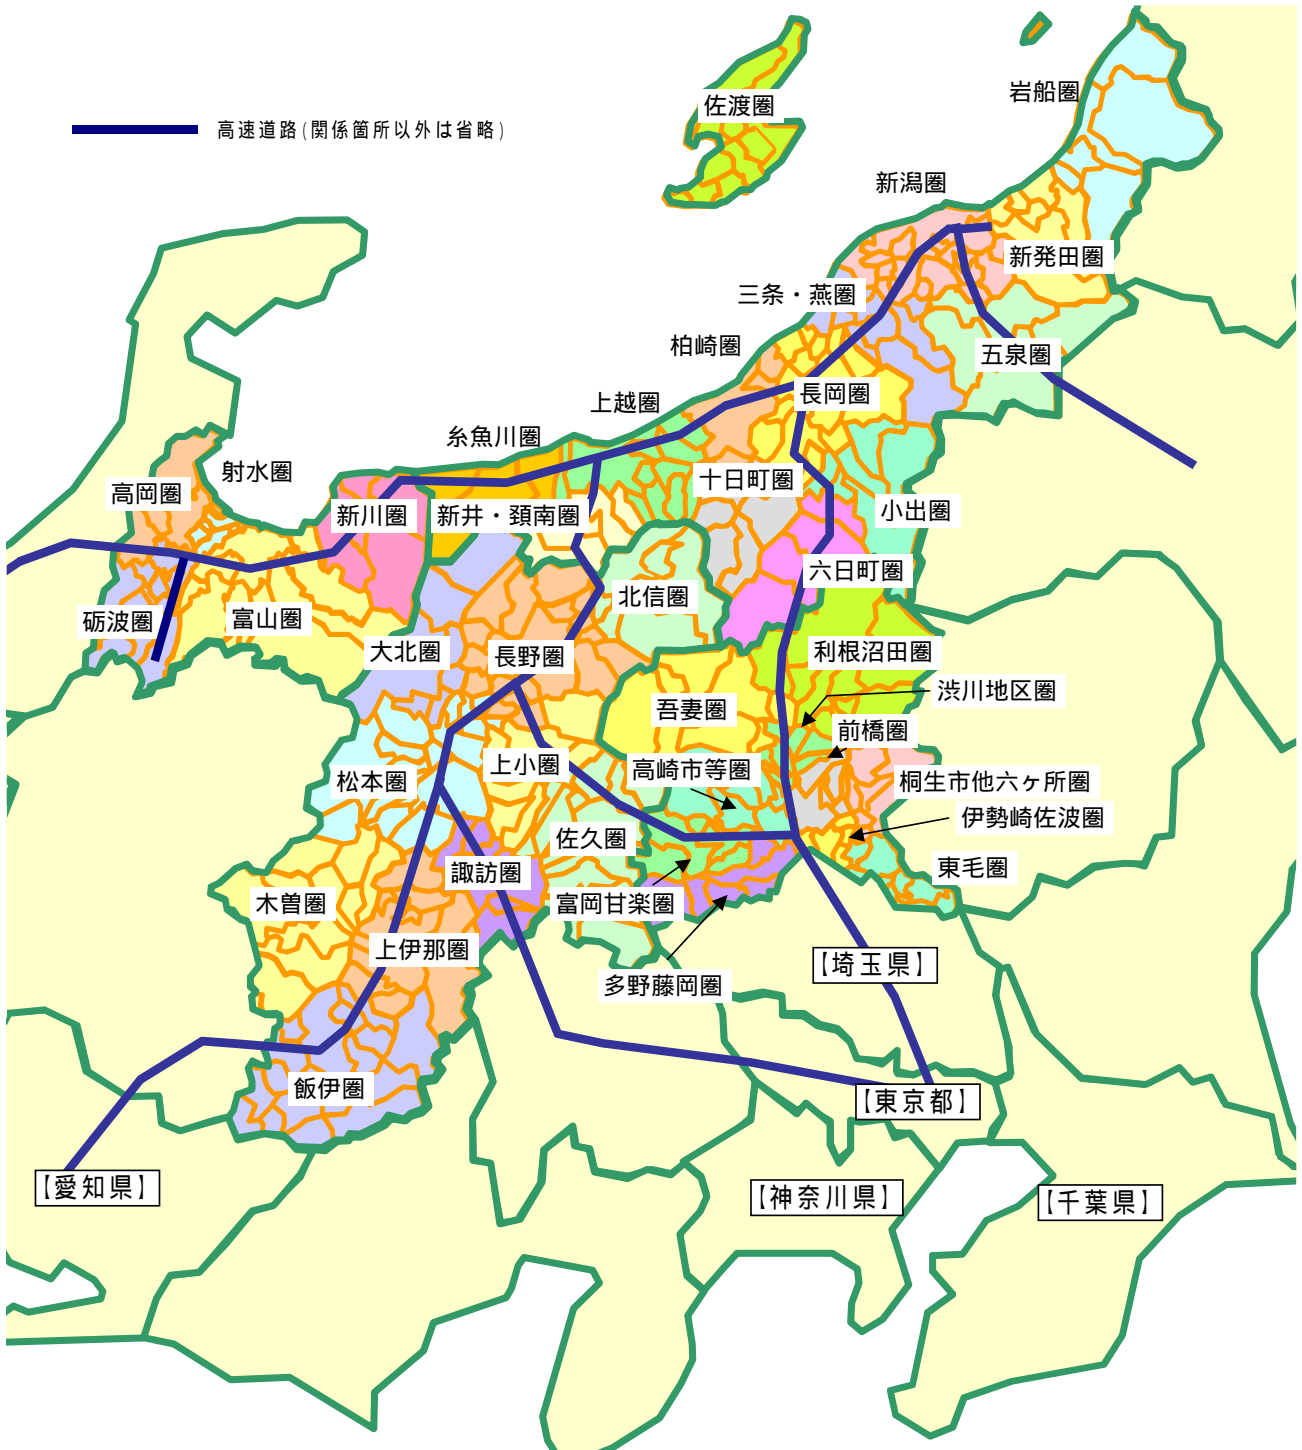 岩船圏
佐渡圏
高速道路(関係箇所以外は省略)
新潟圏
新発田圏
三条・燕圏
柏崎圏
五泉圏
長岡圏
上越圏
糸魚川圏
射水圏
高岡圏
十日町圏
新川圏
新井・頚南圏
小出圏
六日町圏
北信圏
砺波圏
富山圏
大北圏
長野圏
利根沼田圏
渋川地区圏
吾妻圏
前橋圏
上小圏
高崎市等圏
松本圏
桐生市他六ヶ所圏
伊勢崎佐波圏
佐久圏
東毛圏
諏訪圏
木曽圏
富岡甘楽圏
上伊那圏
【埼玉県】
多野藤岡圏
飯伊圏
【東京都】
【愛知県】
【神奈川県】
【千葉県】